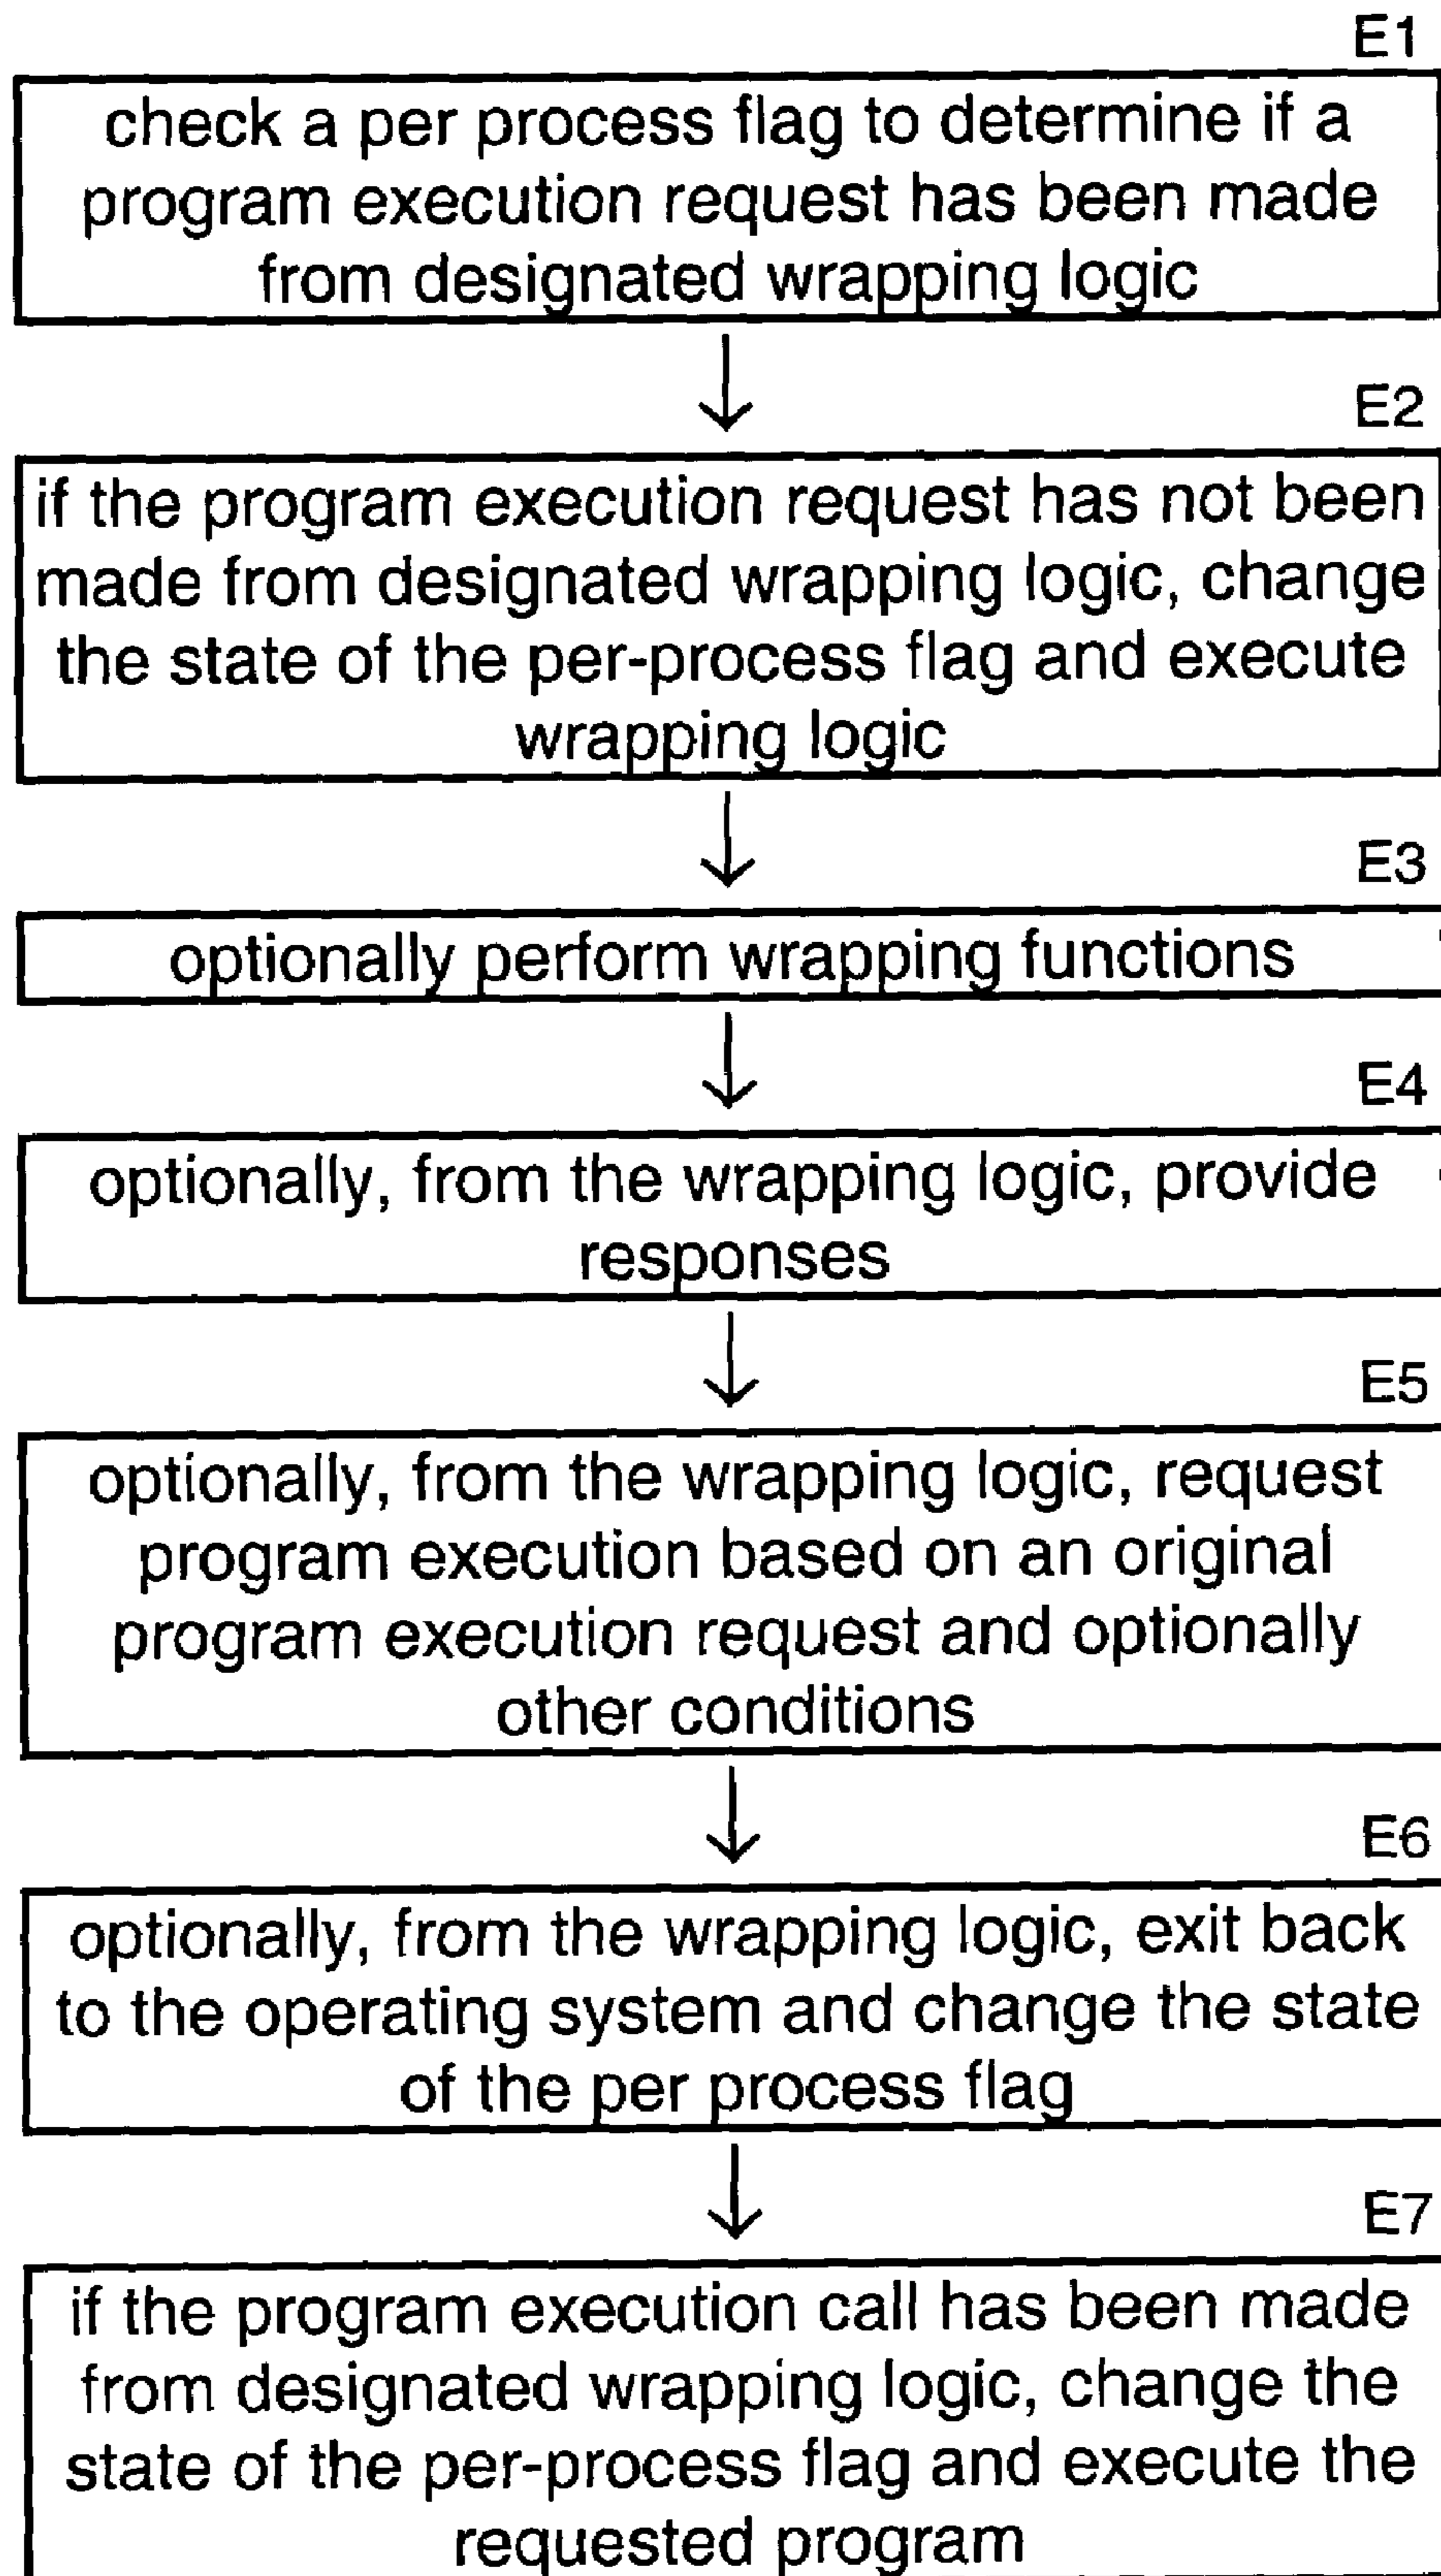 E1
check a per process flag to determine if a
program execution request has been made
from designated wrapping logic
E2
if the program execution request has not been
made from designated wrapping logic, change
the state of the per-process flag and execute
wrapping logic
E3
optionally perform wrapping functions
E4
optionally, from the wrapping logic, provide
responses
E5
optionally, from the wrapping logic, request
program execution based on an original
program execution request and optionally
other conditions
E6
optionally, from the wrapping logic, exit back
to the operating system and change the state
of the per process flag
E7
if the program execution call has been made
from designated wrapping logic, change the
state of the per-process flag and execute the
requested program